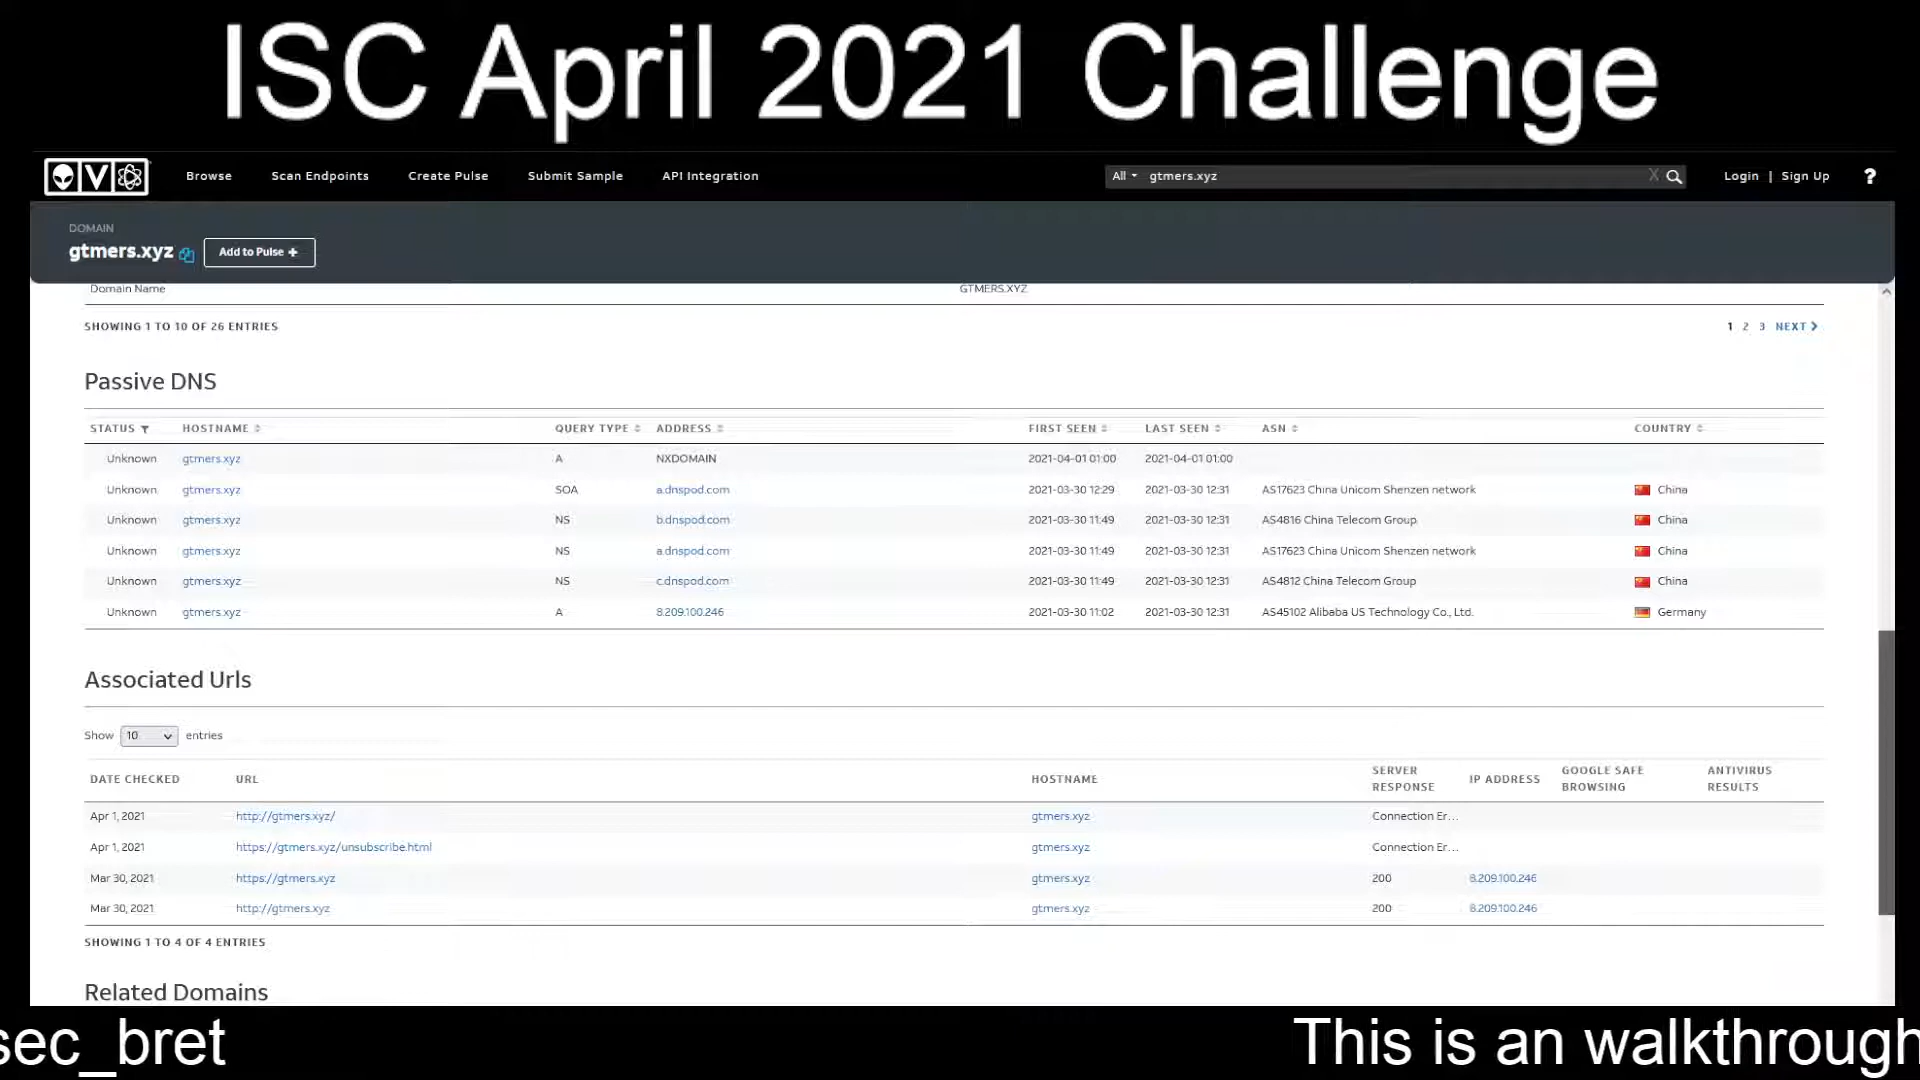 ISC April 2021 Challenge
V Browse Scan Endpoints Create Pulse Submit Sample API Integration All gtmers.xyz X Login | Sign Up ?
DOMAIN
gtmers.xyz Add to Pulse +
Domain Name GTMERS.XYZ
SHOWING 1 TO 10 OF 26 ENTRIES 1 2 3 NEXT
Passive DNS
STATUS HOSTNAME QUERY TYPE ADDRESS FIRST SEEN LAST SEEN ASN COUNTRY
Unknown gtmers.xyz A NXDOMAIN 2021-04-01 01:00 2021-04-01 01:00
Unknown gtmers.xyz SOA a.dnspod.com 2021-03-30 12:29 2021-03-30 12:31 AS17623 China Unicom Shenzen network China
Unknown gtmers.xyz NS b.dnspod.com 2021-03-30 11:49 2021-03-30 12:31 AS4816 China Telecom Group China
Unknown gtmers.xyz NS a.dnspod.com 2021-03-30 11:49 2021-03-30 12:31 AS17623 China Unicom Shenzen network China
Unknown gtmers.xyz NS c.dnspod.com 2021-03-30 11:49 2021-03-30 12:31 AS4812 China Telecom Group China
Unknown gtmers.xyz A 8.209.100.246 2021-03-30 11:02 2021-03-30 12:31 AS45102 Alibaba US Technology Co., Ltd. Germany
Associated Urls
Show 10 entries
DATE CHECKED URL HOSTNAME SERVER RESPONSE IP ADDRESS GOOGLE SAFE BROWSING ANTIVIRUS RESULTS
Apr 1, 2021 http://gtmers.xyz/ gtmers.xyz Connection Er...
Apr 1, 2021 https://gtmers.xyz/unsubscribe.html gtmers.xyz Connection Er...
Mar 30, 2021 https://gtmers.xyz gtmers.xyz 200 8.209.100.246
Mar 30, 2021 http://gtmers.xyz gtmers.xyz 200 8.209.100.246
SHOWING 1 TO 4 OF 4 ENTRIES
Related Domains
sec_bret This is an walkthrough